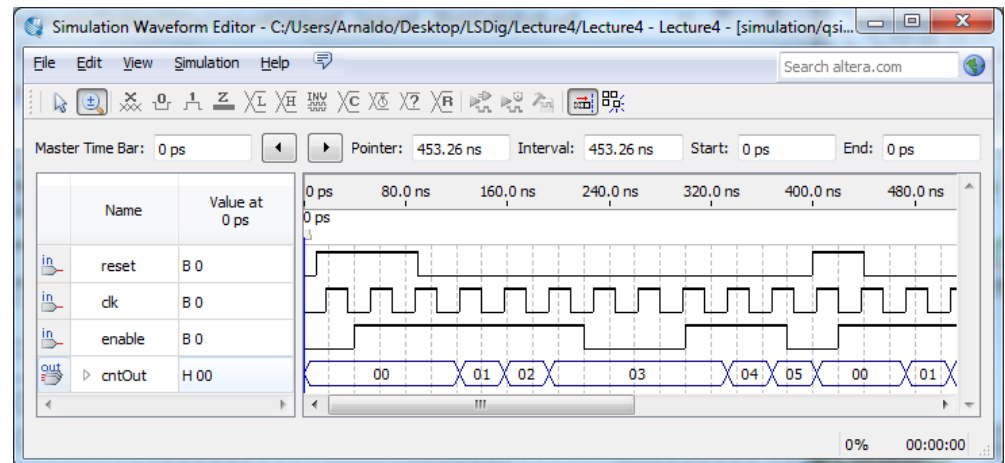 Simulation Waveform Editor - C:/Users/Arnaldo/Desktop/LSDig/Lecture4/Lecture4 - Lecture4 - [simulation/qsi...
File Edit View Simulation Help Search altera.com
Master Time Bar: 0 ps Pointer: 453.26 ns Interval: 453.26 ns Start: 0 ps End: 0 ps
Name Value at 0 ps
0 ps 80.0 ns 160.0 ns 240.0 ns 320.0 ns 400.0 ns 480.0 ns
0 ps
in reset B 0
in clk B 0
in enable B 0
out cntOut H 00 00 01 02 03 04 05 00 01
0% 00:00:00